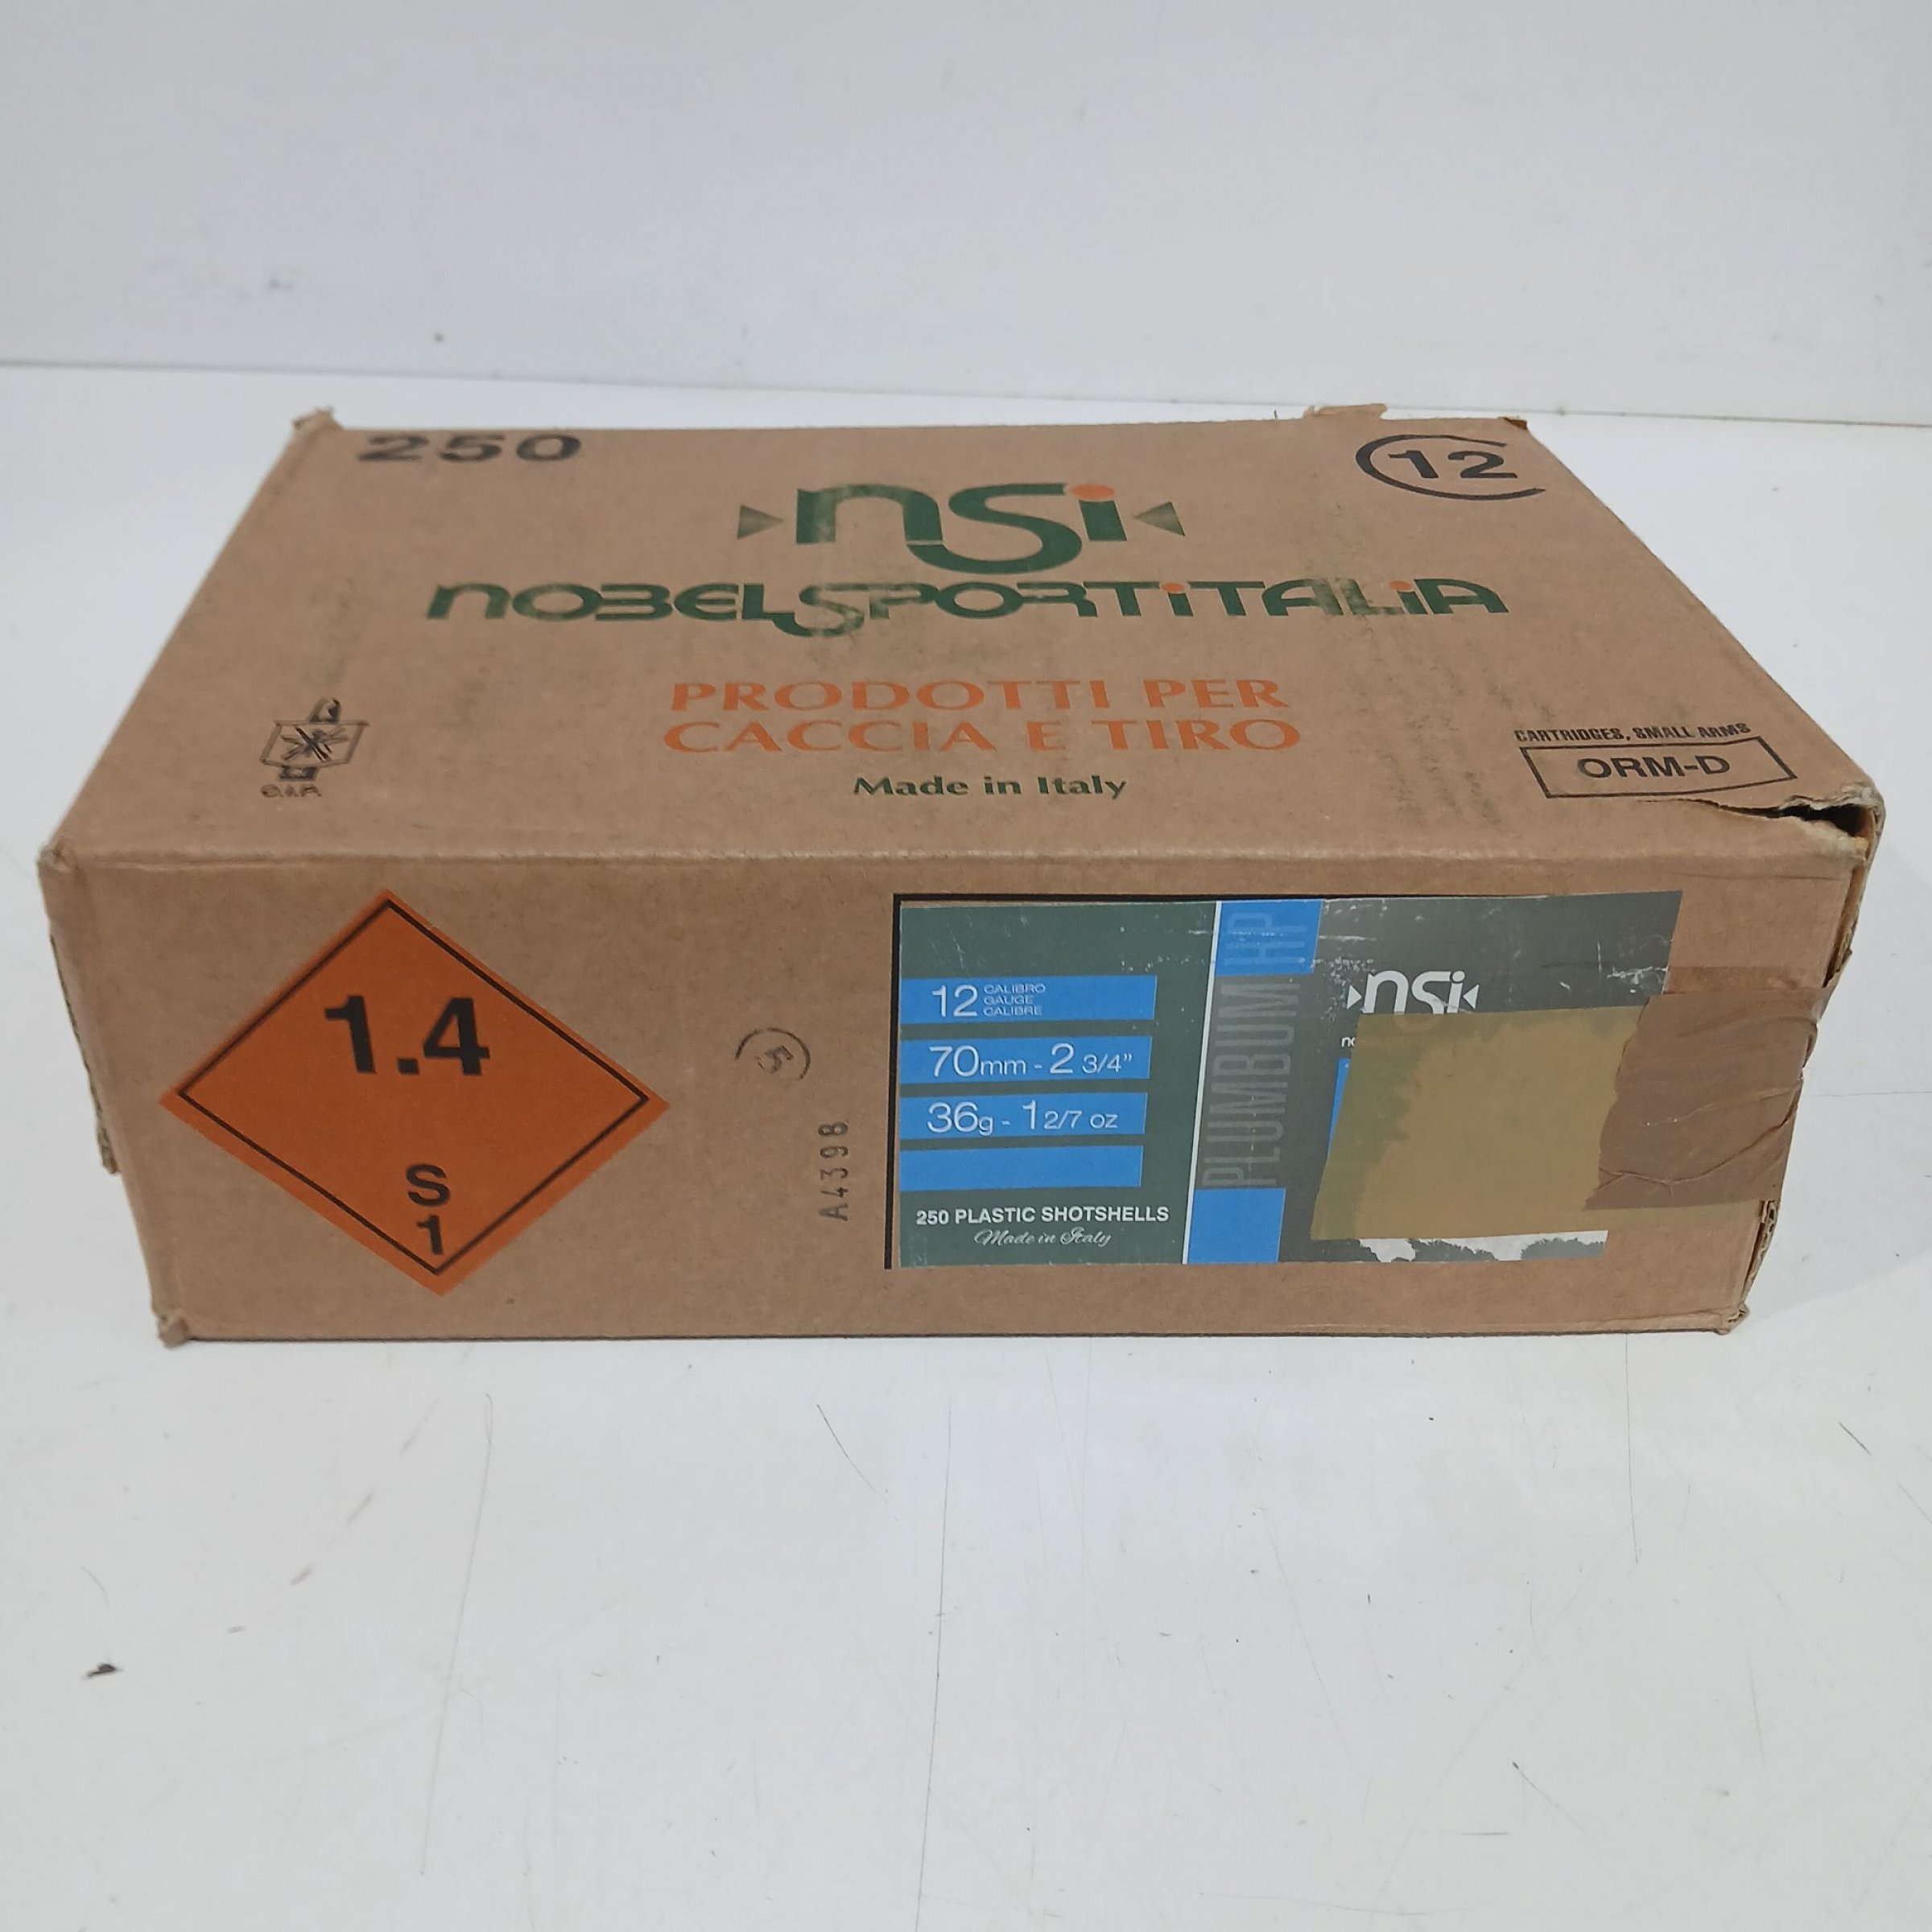 250
12
nsi
NOBELSPORTITALIA
PRODOTTI PER
CACCIA E TIRO
Made in Italy
C.I.P.
CARTRIDGES, SMALL ARMS
ORM-D
1.4
S
1
5
A4398
12 CALIBRO
GAUGE
CALIBRE
70mm - 2 3/4"
36g - 1 2/7 oz
250 PLASTIC SHOTSHELLS
Made in Italy
PLUMBUM HP
nsi